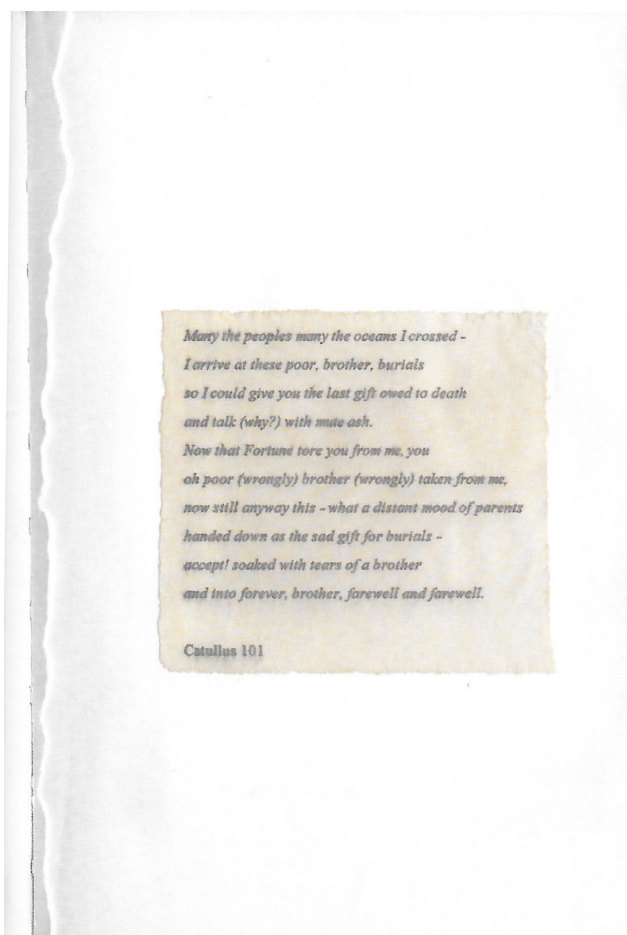 Many the peoples many the oceans I crossed -
I arrive at these poor, brother, burials
so I could give you the last gift owed to death
and talk (why?) with mute ash.
Now that Fortune tore you from me, you
oh poor (wrongly) brother (wrongly) taken from me,
now still anyway this - what a distant mood of parents
handed down as the sad gift for burials -
accept! soaked with tears of a brother
and into forever, brother, farewell and farewell.
Catullus 101